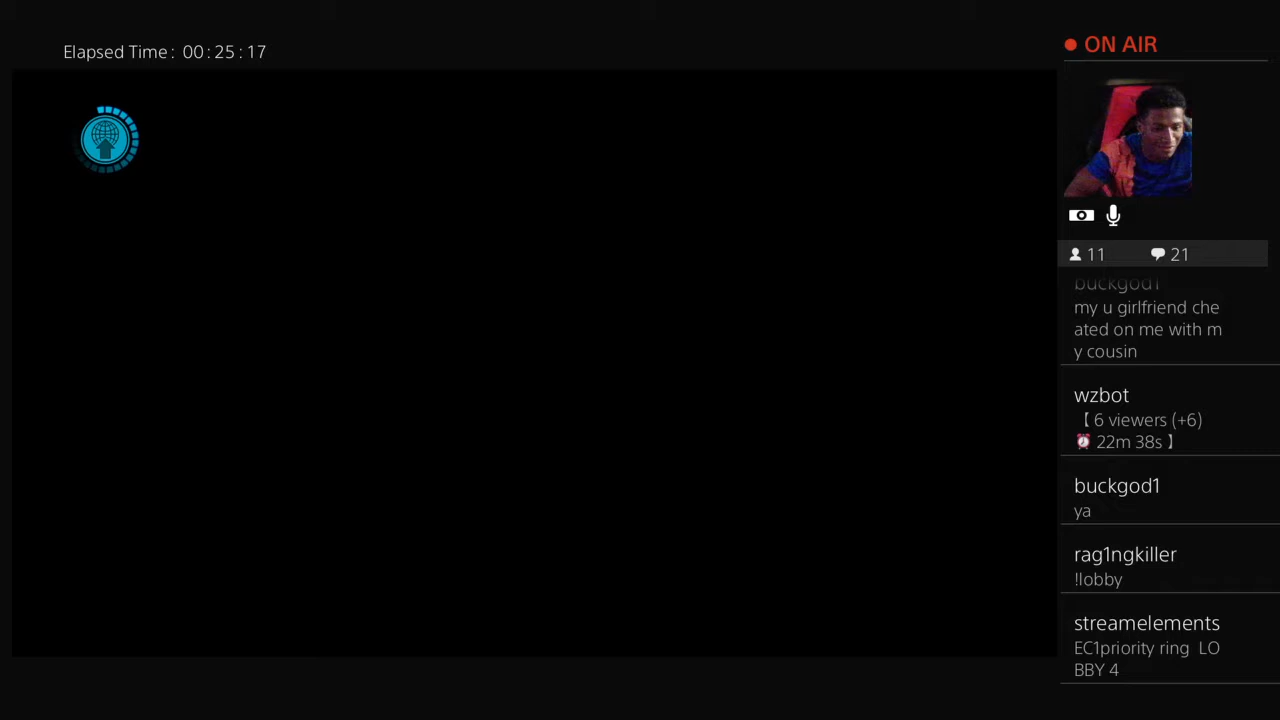 Elapsed Time: 00:25:17
ON AIR
11 21
buckgod1
my u girlfriend che
ated on me with m
y cousin
wzbot
【6 viewers (+6)
⏰ 22m 38s】
buckgod1
ya
rag1ngkiller
!lobby
streamelements
EC1priority ring LO
BBY 4